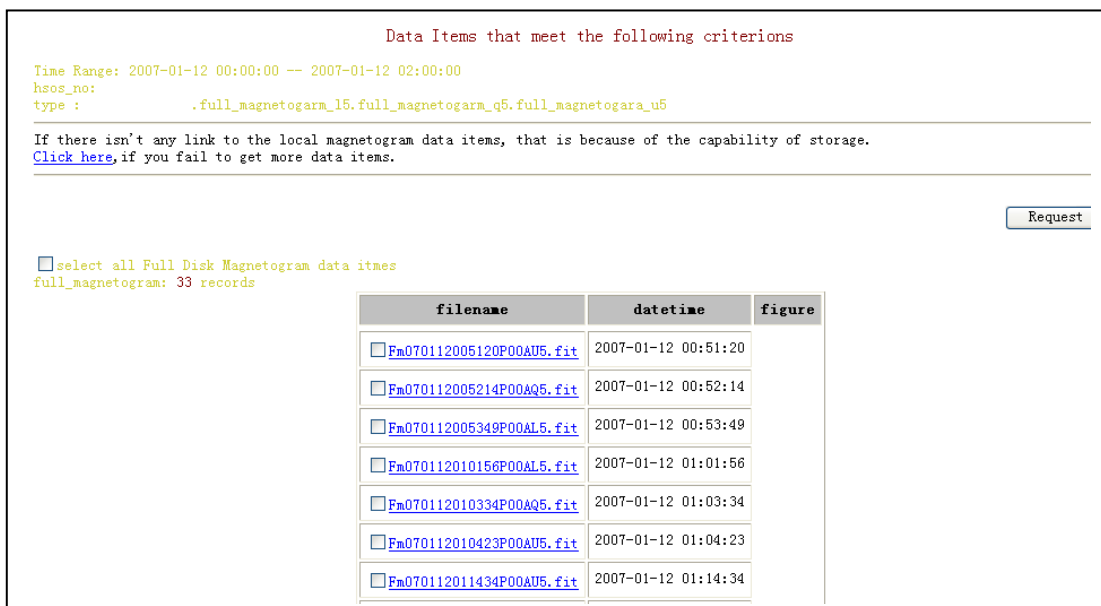 Data Items that meet the following criterions
Time Range: 2007-01-12 00:00:00 -- 2007-01-12 02:00:00
hsos_no:
type : .full_magnetogarm_l5.full_magnetogarm_q5.full_magnetogara_u5
If there isn't any link to the local magnetogram data items, that is because of the capability of storage.
Click here,if you fail to get more data items.
Request
select all Full Disk Magnetogram data itmes
full_magnetogram: 33 records
filename datetime figure
Fm070112005120P00AU5.fit 2007-01-12 00:51:20
Fm070112005214P00AQ5.fit 2007-01-12 00:52:14
Fm070112005349P00AL5.fit 2007-01-12 00:53:49
Fm070112010156P00AL5.fit 2007-01-12 01:01:56
Fm070112010334P00AQ5.fit 2007-01-12 01:03:34
Fm070112010423P00AU5.fit 2007-01-12 01:04:23
Fm070112011434P00AU5.fit 2007-01-12 01:14:34